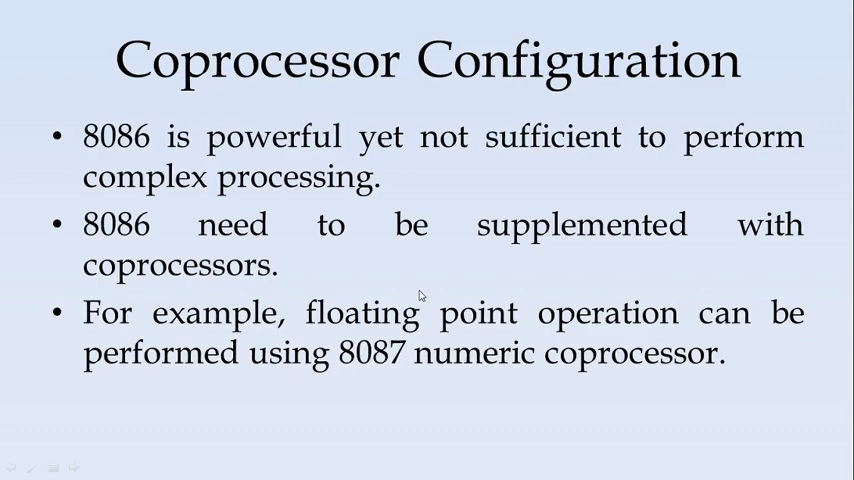 Coprocessor Configuration
• 8086 is powerful yet not sufficient to perform
complex processing.
• 8086 need to be supplemented with
coprocessors.
• For example, floating point operation can be
performed using 8087 numeric coprocessor.